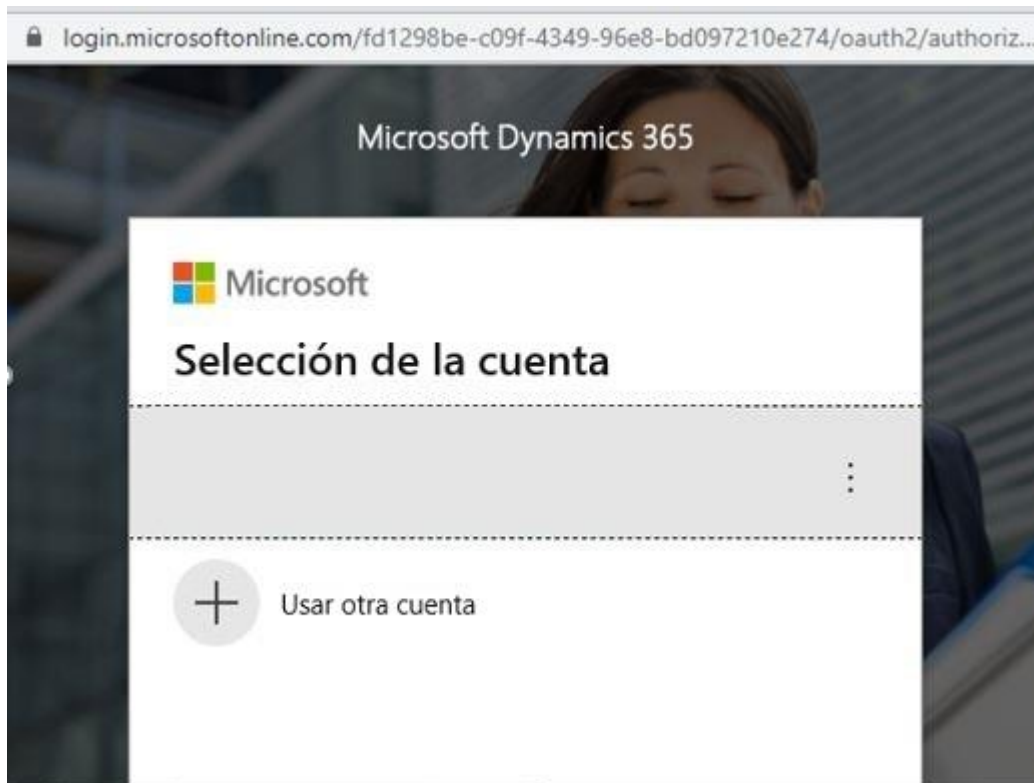 login.microsoftonline.com/fd1298be-c09f-4349-96e8-bd097210e274/oauth2/authoriz...
Microsoft Dynamics 365
Microsoft
Selección de la cuenta
Usar otra cuenta